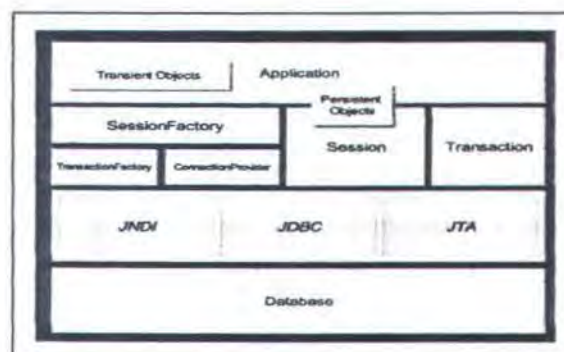 Transient Objects
Application
Persistent
Objects
SessionFactory
Session
Transaction
TransactionFactory
ConnectionProvider
JNDI
JDBC
JTA
Database